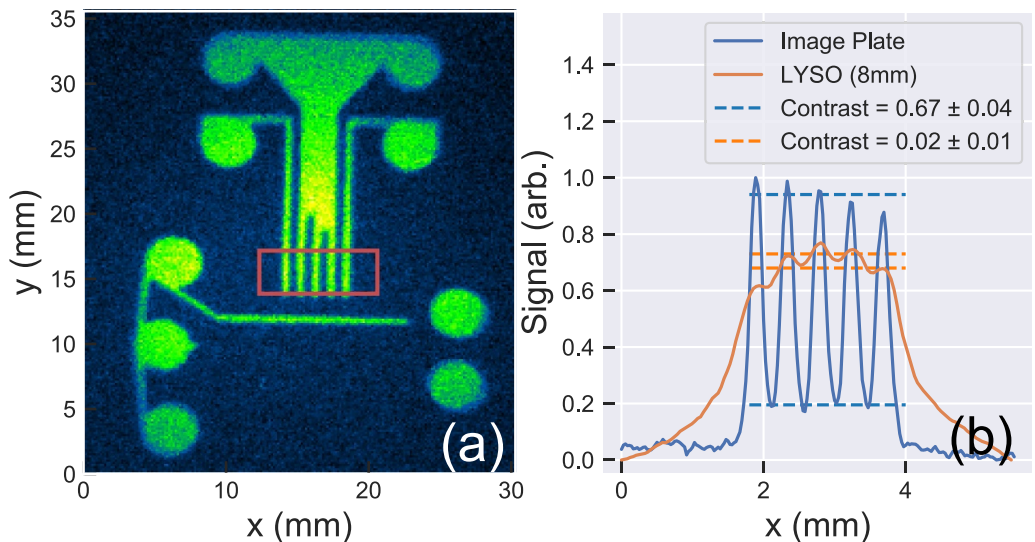 35
30
25
20
15
10
5
0
y (mm)
0
10
20
30
x (mm)
(a)
1.4
1.2
1.0
0.8
0.6
0.4
0.2
0.0
Signal (arb.)
Image Plate
LYSO (8mm)
Contrast = 0.67 ± 0.04
Contrast = 0.02 ± 0.01
0
2
4
x (mm)
(b)